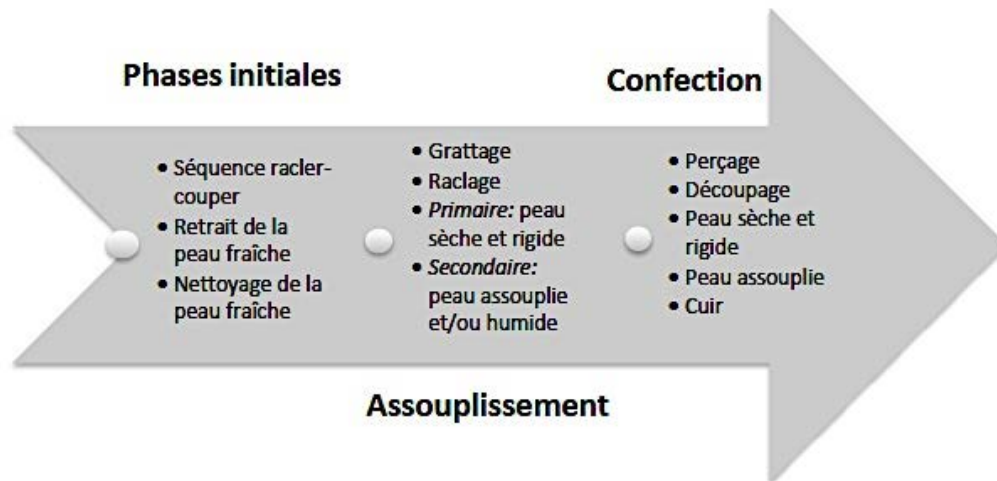 Phases initiales
• Séquence racler-
couper
• Retrait de la
peau fraîche
• Nettoyage de la
peau fraîche
• Grattage
• Raclage
• Primaire: peau
sèche et rigide
• Secondaire:
peau assouplie
et/ou humide
Assouplissement
Confection
• Perçage
• Découpage
• Peau sèche et
rigide
• Peau assouplie
• Cuir